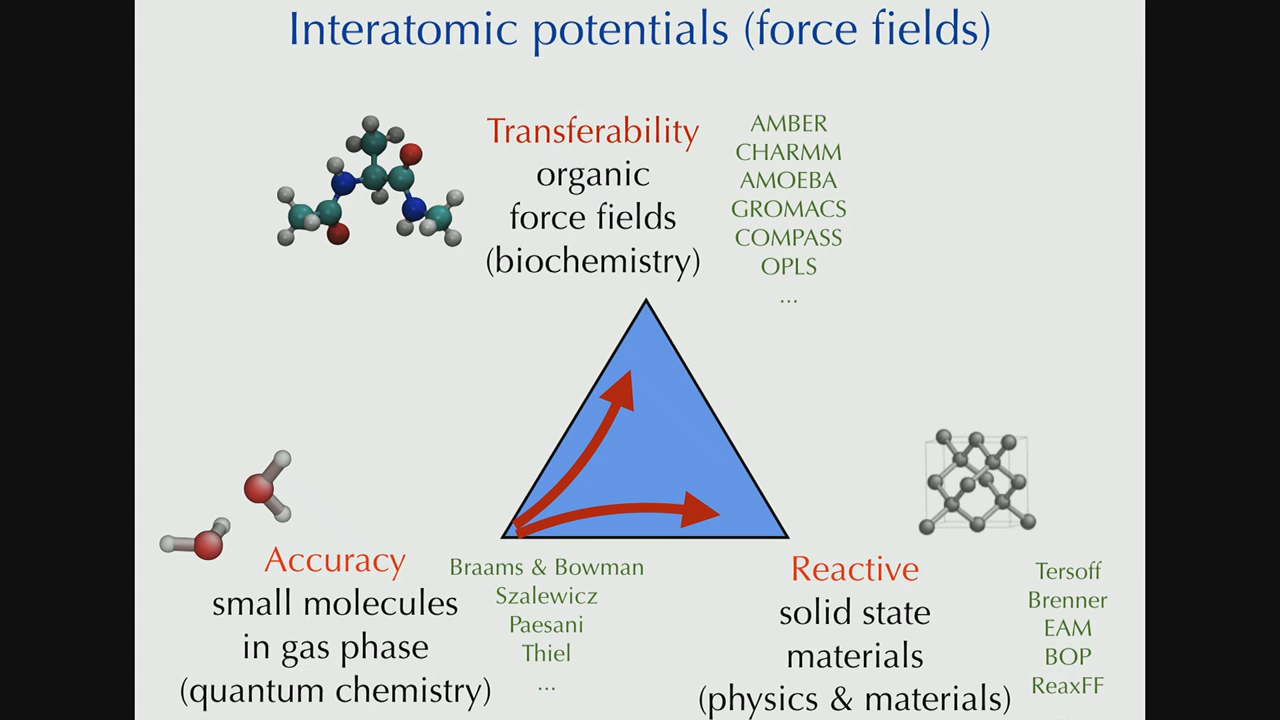 Interatomic potentials (force fields)
Transferability
organic
force fields
(biochemistry)
AMBER
CHARMM
AMOEBA
GROMACS
COMPASS
OPLS
...
Accuracy
small molecules
in gas phase
(quantum chemistry)
Braams & Bowman
Szalewicz
Paesani
Thiel
...
Reactive
solid state
materials
(physics & materials)
Tersoff
Brenner
EAM
BOP
ReaxFF
...